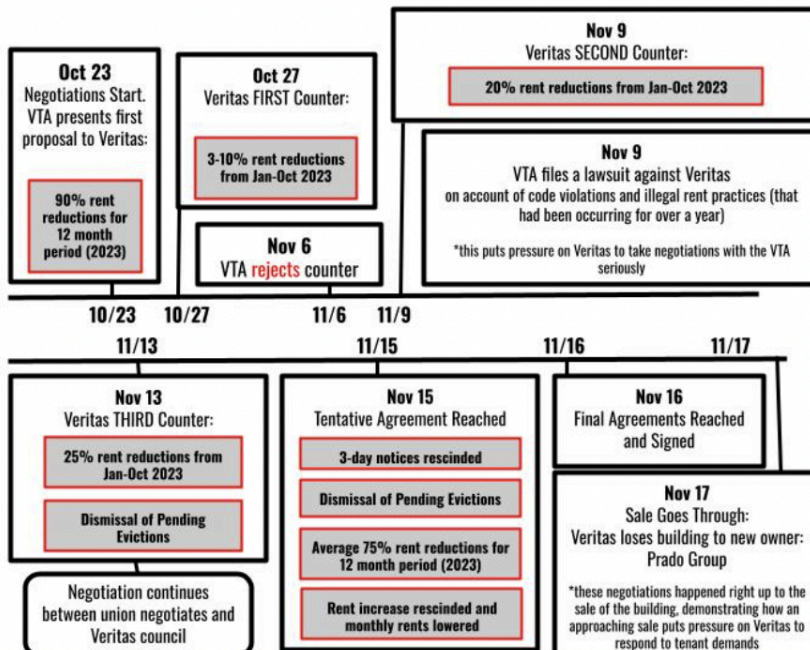 Oct 23
Negotiations Start.
VTA presents first
proposal to Veritas:
90% rent
reductions for
12 month
period (2023)
Oct 27
Veritas FIRST Counter:
3-10% rent reductions
from Jan-Oct 2023
Nov 6
VTA rejects counter
Nov 9
Veritas SECOND Counter:
20% rent reductions from Jan-Oct 2023
Nov 9
VTA files a lawsuit against Veritas
on account of code violations and illegal rent practices (that
had been occurring for over a year)
*this puts pressure on Veritas to take negotiations with the VTA
seriously
10/23
10/27
11/6
11/9
11/13
11/15
11/16
11/17
Nov 13
Veritas THIRD Counter:
25% rent reductions from
Jan-Oct 2023
Dismissal of Pending
Evictions
Negotiation continues
between union negotiates and
Veritas council
Nov 15
Tentative Agreement Reached
3-day notices rescinded
Dismissal of Pending Evictions
Average 75% rent reductions for
12 month period (2023)
Rent increase rescinded and
monthly rents lowered
Nov 16
Final Agreements Reached
and Signed
Nov 17
Sale Goes Through:
Veritas loses building to new owner:
Prado Group
*these negotiations happened right up to the
sale of the building, demonstrating how an
approaching sale puts pressure on Veritas to
respond to tenant demands